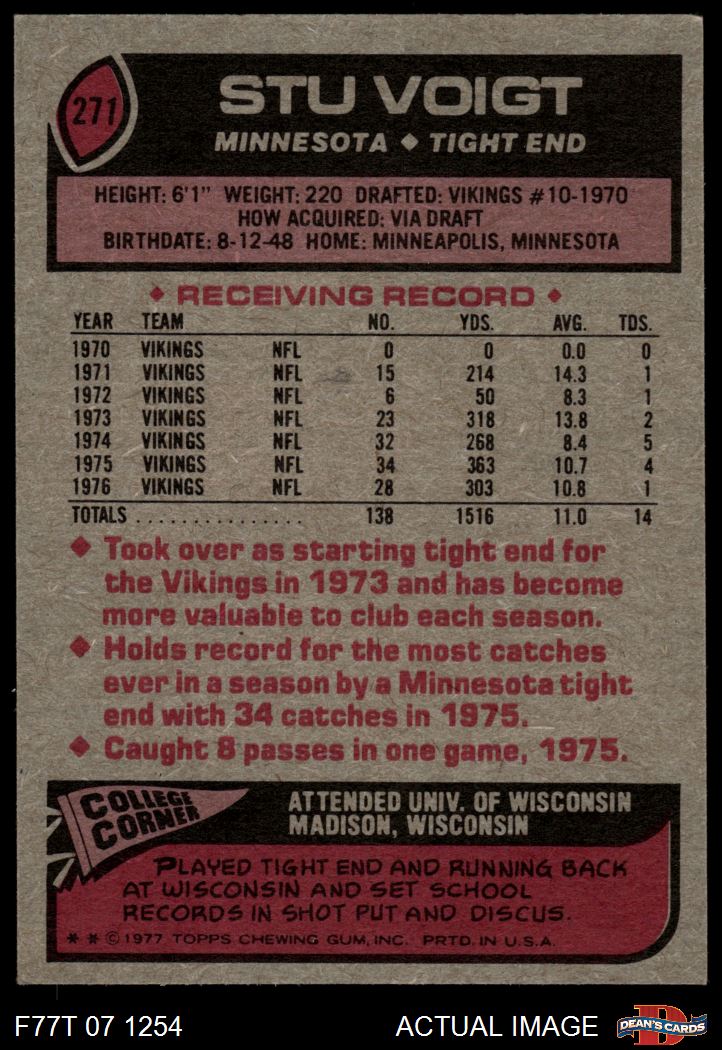 271
STU VOIGT
MINNESOTA ◆ TIGHT END
HEIGHT: 6'1" WEIGHT: 220 DRAFTED: VIKINGS #10-1970
HOW ACQUIRED: VIA DRAFT
BIRTHDATE: 8-12-48 HOME: MINNEAPOLIS, MINNESOTA
◆ RECEIVING RECORD ◆
YEAR TEAM NO. YDS. AVG. TDS.
1970 VIKINGS NFL 0 0 0.0 0
1971 VIKINGS NFL 15 214 14.3 1
1972 VIKINGS NFL 6 50 8.3 1
1973 VIKINGS NFL 23 318 13.8 2
1974 VIKINGS NFL 32 268 8.4 5
1975 VIKINGS NFL 34 363 10.7 4
1976 VIKINGS NFL 28 303 10.8 1
TOTALS ................ 138 1516 11.0 14
◆ Took over as starting tight end for
the Vikings in 1973 and has become
more valuable to club each season.
◆ Holds record for the most catches
ever in a season by a Minnesota tight
end with 34 catches in 1975.
◆ Caught 8 passes in one game, 1975.
COLLEGE
CORNER
ATTENDED UNIV. OF WISCONSIN
MADISON, WISCONSIN
PLAYED TIGHT END AND RUNNING BACK
AT WISCONSIN AND SET SCHOOL
RECORDS IN SHOT PUT AND DISCUS.
* * © 1977 TOPPS CHEWING GUM, INC. PRTD. IN U.S.A.
F77T 07 1254 ACTUAL IMAGE
D
DEAN'S CARDS